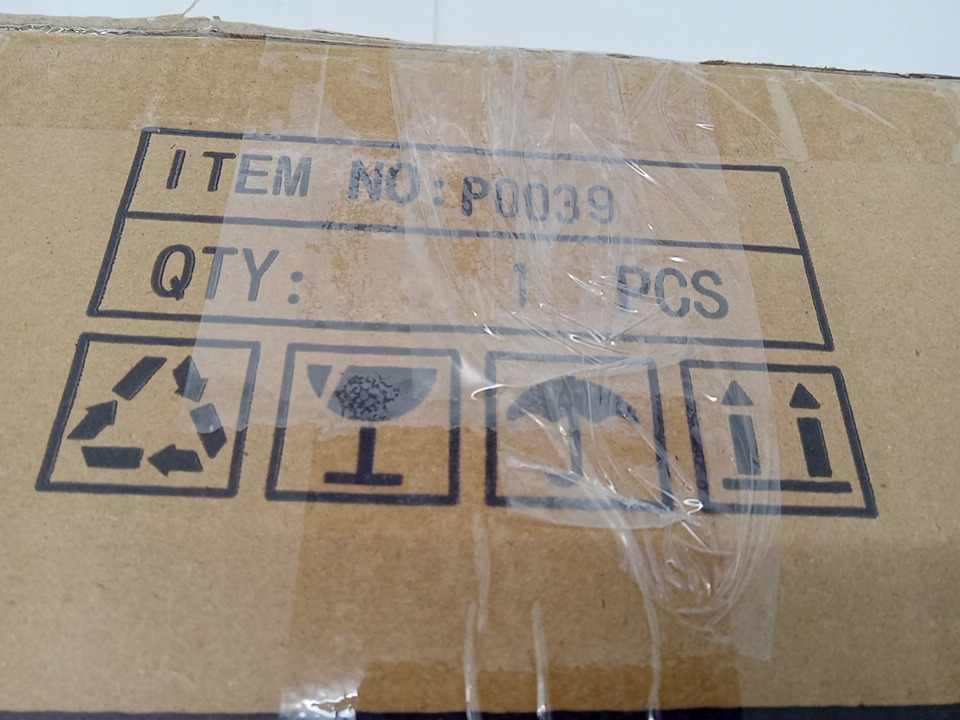 ITEM NO:P0039
QTY: 1 PCS